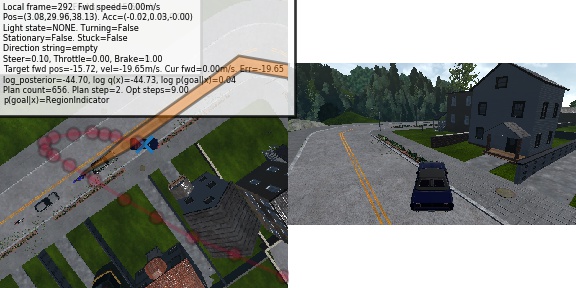 Local frame=292. Fwd speed=0.00m/s
Pos=(3.08,29.96,38.13). Acc=(-0.02,0.03,-0.00)
Light state=NONE. Turning=False
Stationary=False. Stuck=False
Direction string=empty
Steer=0.10, Throttle=0.00, Brake=1.00
Target fwd pos=-15.72, vel=-19.65m/s. Cur fwd=0.00m/s. Err=-19.65
log_posterior=-44.70, log q(x)=-44.73, log p(goal|x)=0.04
Plan count=656. Plan step=2. Opt steps=9.00
p(goal|x)=RegionIndicator